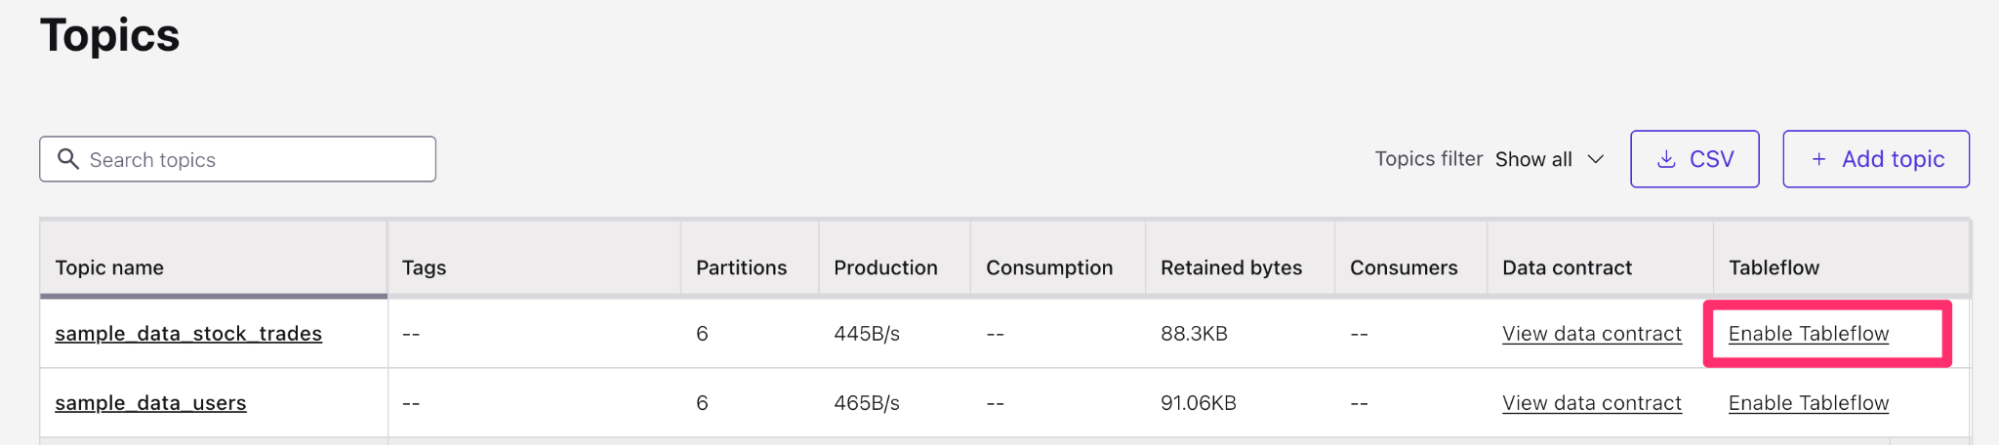 Topics
Search topics
Topics filter Show all CSV + Add topic
Topic name Tags Partitions Production Consumption Retained bytes Consumers Data contract Tableflow
sample_data_stock_trades -- 6 445B/s -- 88.3KB -- View data contract Enable Tableflow
sample_data_users -- 6 465B/s -- 91.06KB -- View data contract Enable Tableflow